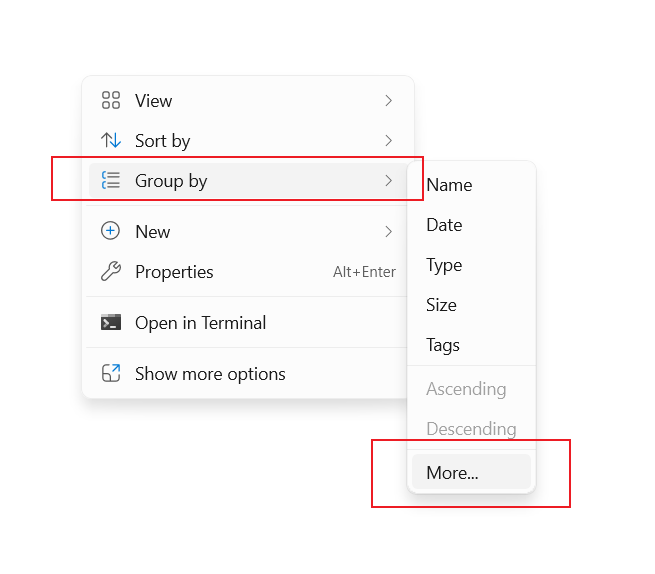 View
Sort by
Group by
New
Properties Alt+Enter
Open in Terminal
Show more options
Name
Date
Type
Size
Tags
Ascending
Descending
More...